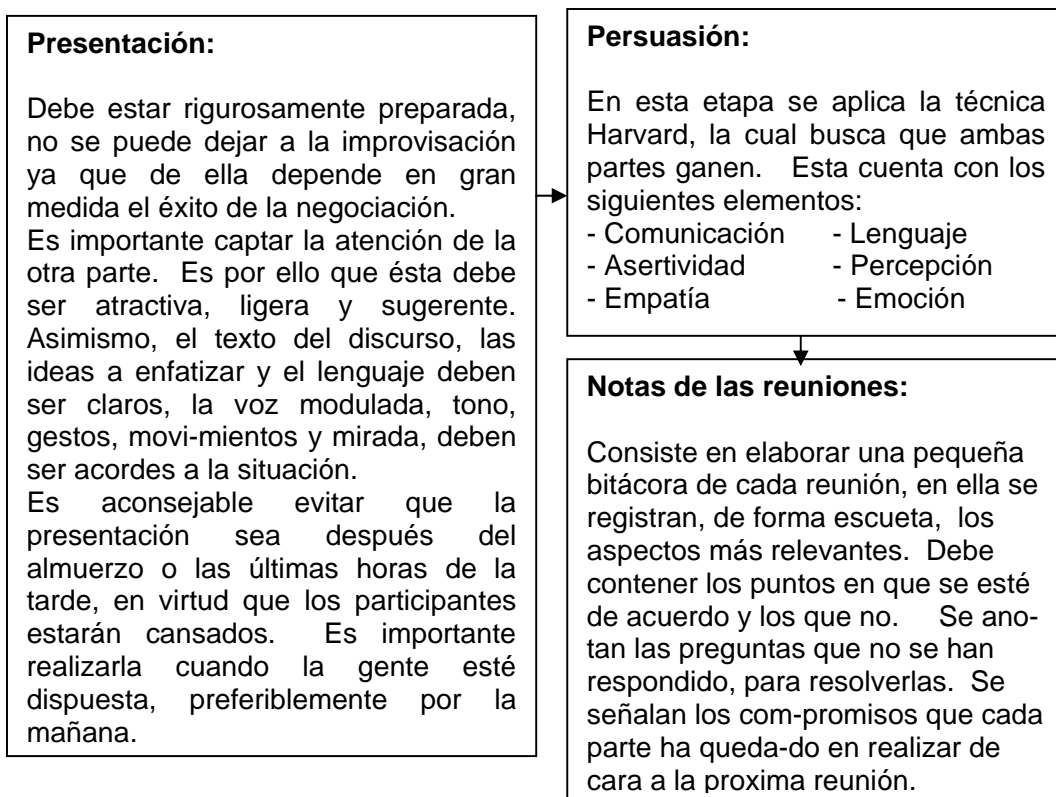 Presentación:
Debe estar rigurosamente preparada,
no se puede dejar a la improvisación
ya que de ella depende en gran
medida el éxito de la negociación.
Es importante captar la atención de la
otra parte. Es por ello que ésta debe
ser atractiva, ligera y sugerente.
Asimismo, el texto del discurso, las
ideas a enfatizar y el lenguaje deben
ser claros, la voz modulada, tono,
gestos, movi-mientos y mirada, deben
ser acordes a la situación.
Es aconsejable evitar que la
presentación sea después del
almuerzo o las últimas horas de la
tarde, en virtud que los participantes
estarán cansados. Es importante
realizarla cuando la gente esté
dispuesta, preferiblemente por la
mañana.
Persuasión:
En esta etapa se aplica la técnica
Harvard, la cual busca que ambas
partes ganen. Esta cuenta con los
siguientes elementos:
- Comunicación - Lenguaje
- Asertividad - Percepción
- Empatía - Emoción
Notas de las reuniones:
Consiste en elaborar una pequeña
bitácora de cada reunión, en ella se
registran, de forma escueta, los
aspectos más relevantes. Debe
contener los puntos en que se esté
de acuerdo y los que no. Se ano-
tan las preguntas que no se han
respondido, para resolverlas. Se
señalan los com-promisos que cada
parte ha queda-do en realizar de
cara a la proxima reunión.